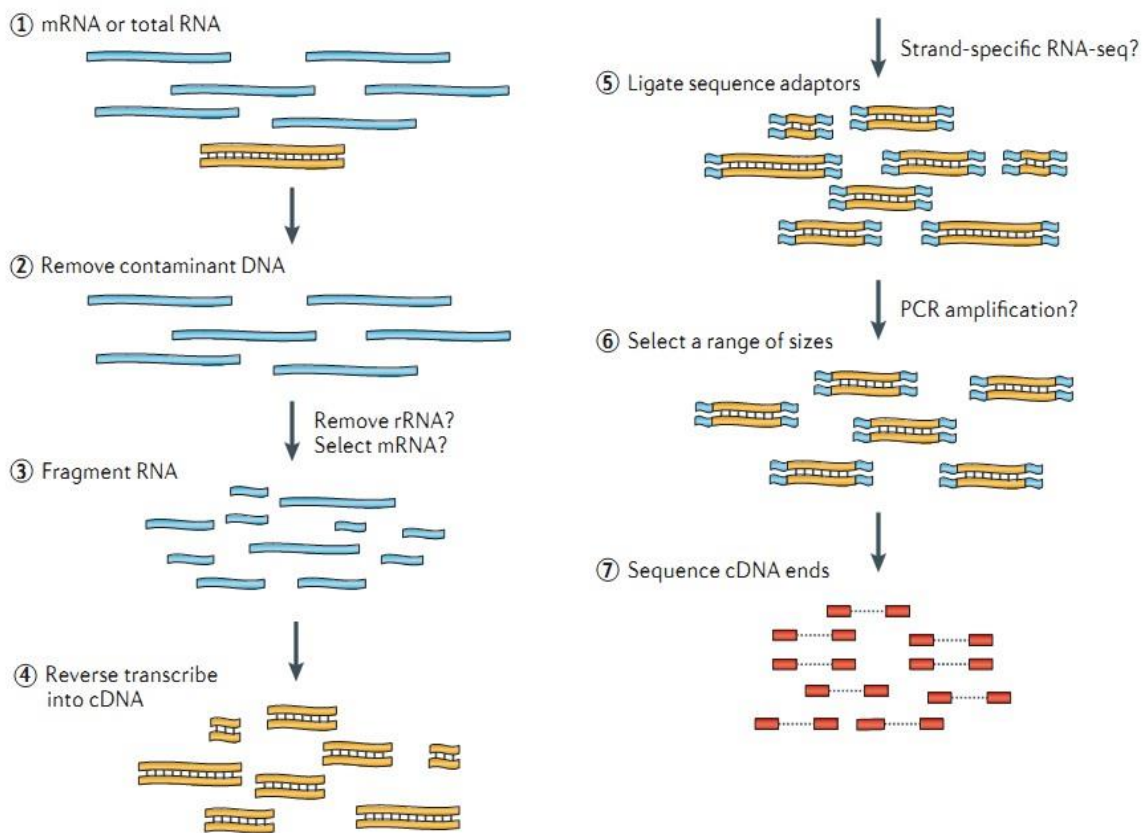 ① mRNA or total RNA
② Remove contaminant DNA
Remove rRNA?
Select mRNA?
③ Fragment RNA
④ Reverse transcribe
into cDNA
Strand-specific RNA-seq?
⑤ Ligate sequence adaptors
PCR amplification?
⑥ Select a range of sizes
⑦ Sequence cDNA ends